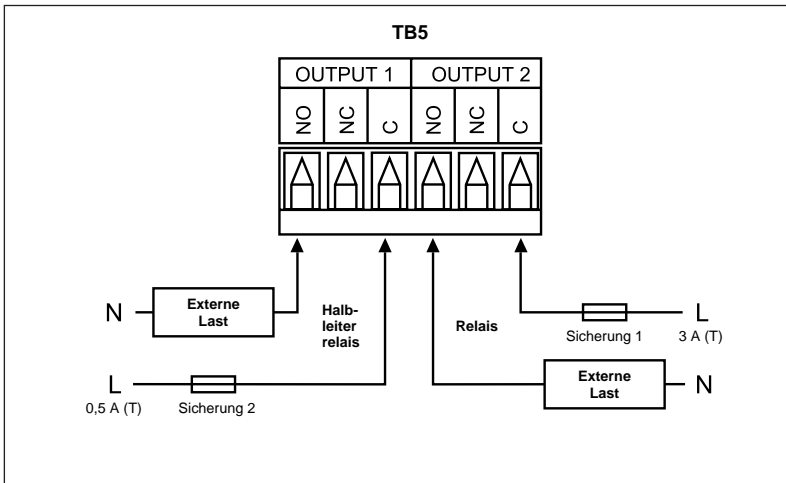 TB5
OUTPUT 1 OUTPUT 2
NO NC C NO NC C
N
Externe
Last
Halb-
leiter
relais
Relais
Sicherung 1
L
3 A (T)
L
0,5 A (T)
Sicherung 2
Externe
Last
N